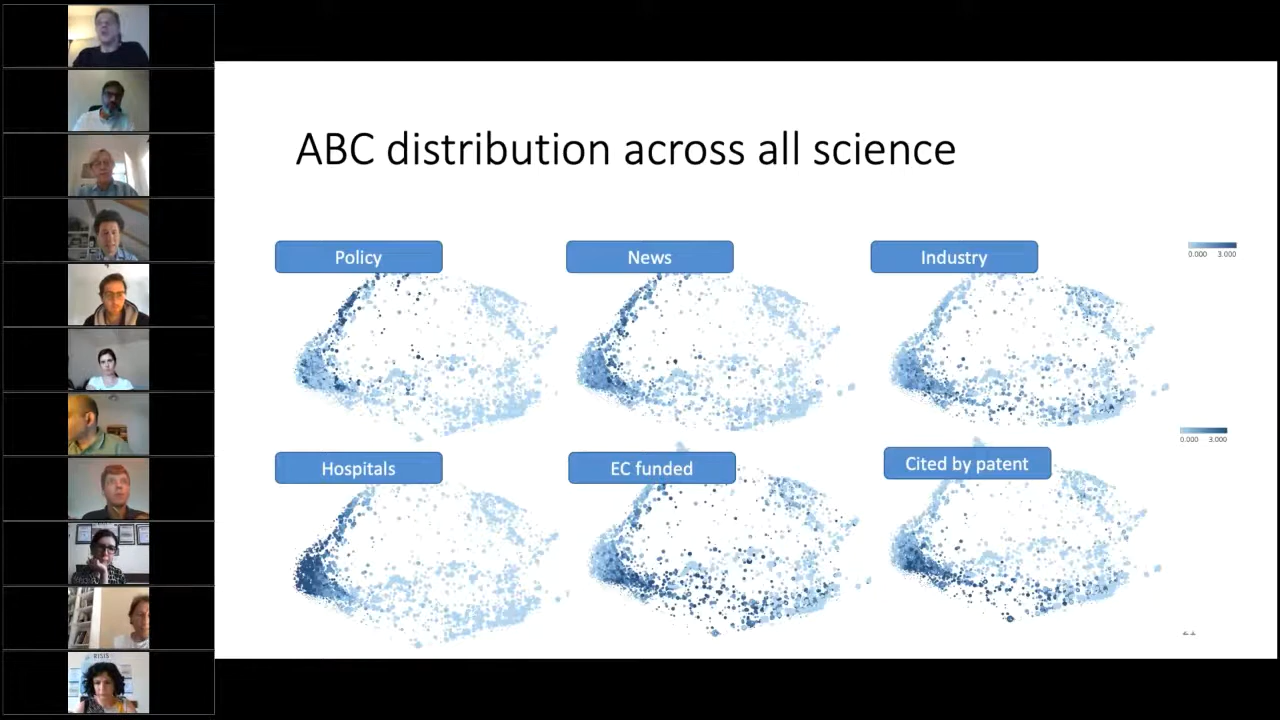 ABC distribution across all science
Policy
News
Industry
0.000 3.000
Hospitals
EC funded
Cited by patent
0.000 3.000
RISIS